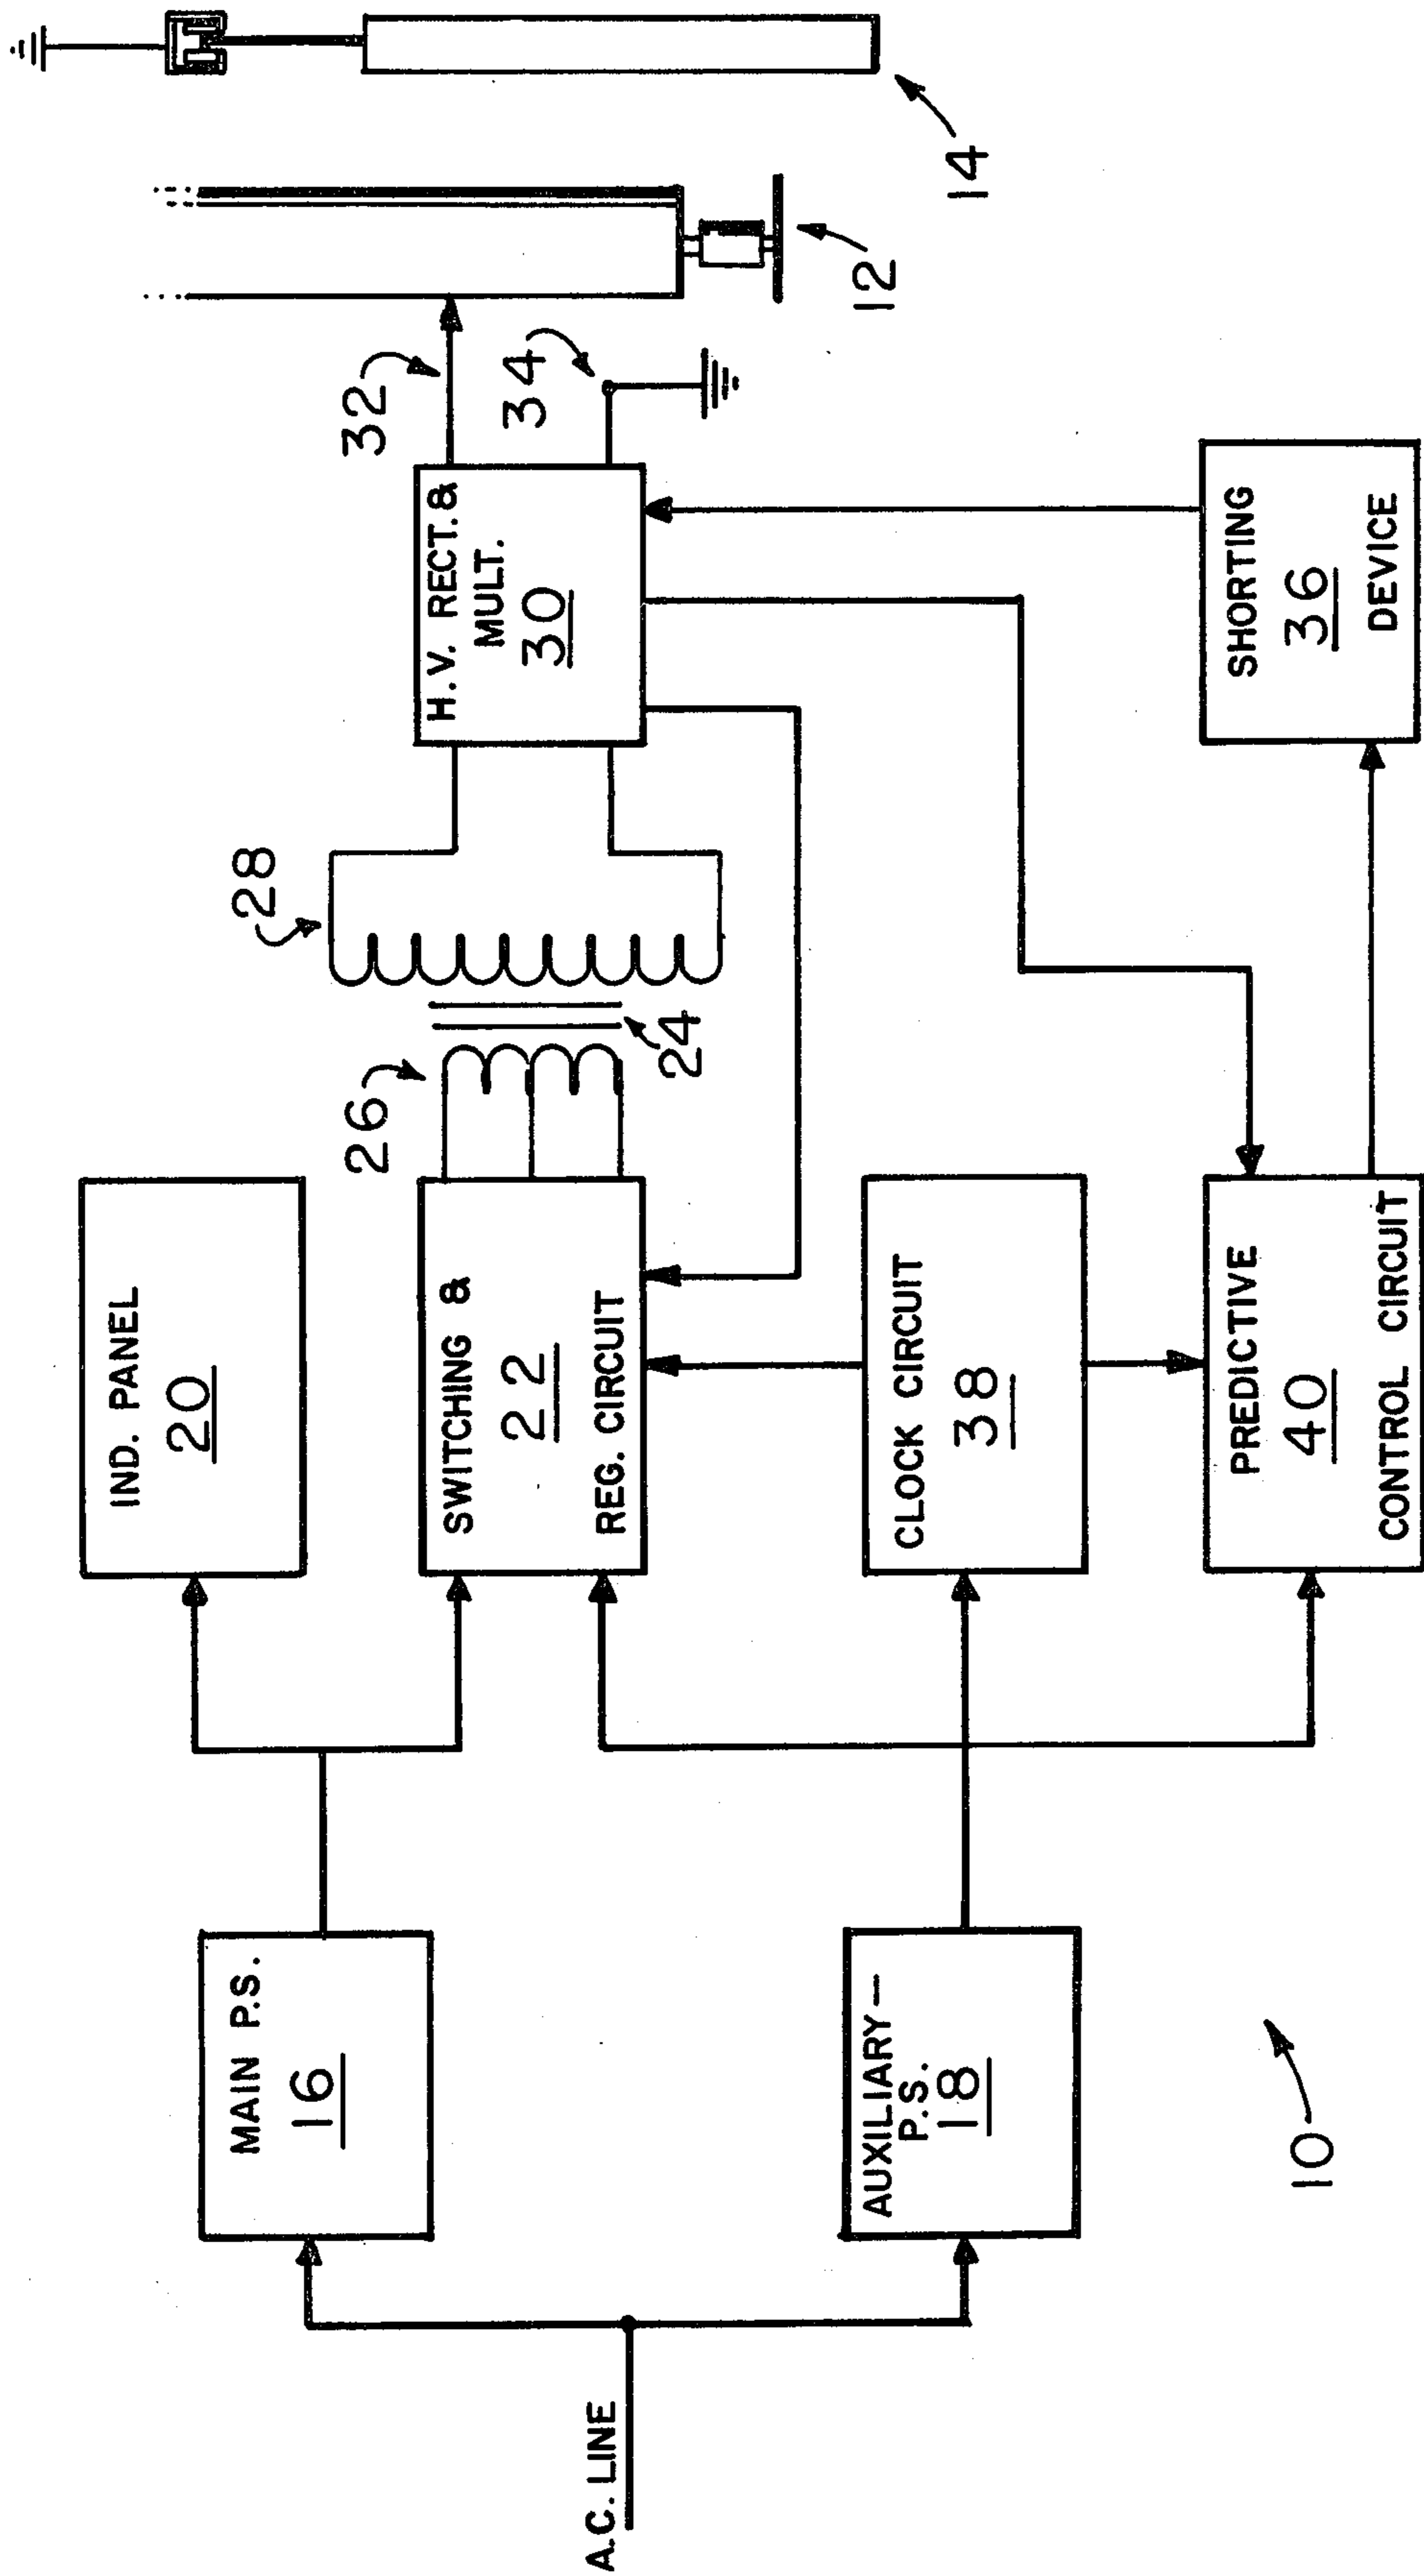 A.C. LINE
MAIN P.S.
16
AUXILIARY—
P.S.
18
10
IND. PANEL
20
SWITCHING &
22
REG. CIRCUIT
CLOCK CIRCUIT
38
PREDICTIVE
40
CONTROL CIRCUIT
26
24
28
H.V. RECT. &
MULT.
30
SHORTING
36
DEVICE
32
34
12
14